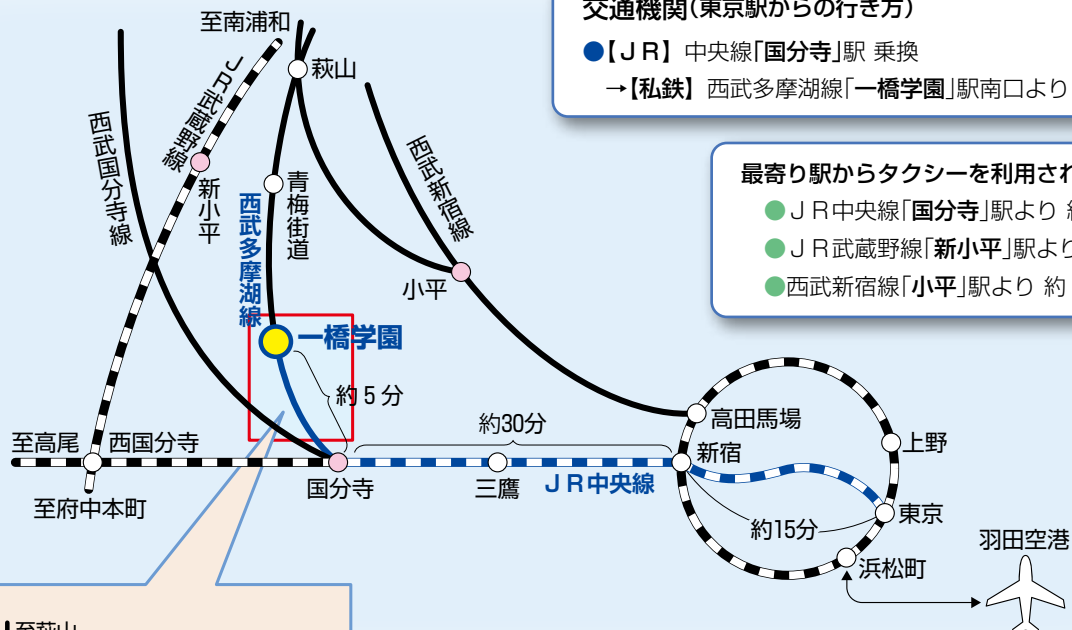 交通機関(東京駅からの行き方)
●【JR】中央線「国分寺」駅 乗換
→【私鉄】西武多摩湖線「一橋学園」駅南口より
最寄り駅からタクシーを利用され
●JR中央線「国分寺」駅より
●JR武蔵野線「新小平」駅より
●西武新宿線「小平」駅より 約
至南浦和
萩山
JR武蔵野線
西武国分寺線
西武新宿線
新小平
青梅街道
西武多摩湖線
小平
一橋学園
約5分
高田馬場
約30分
至高尾
西国分寺
新宿
上野
国分寺
三鷹
JR中央線
至府中本町
約15分
東京
羽田空港
浜松町
至萩山